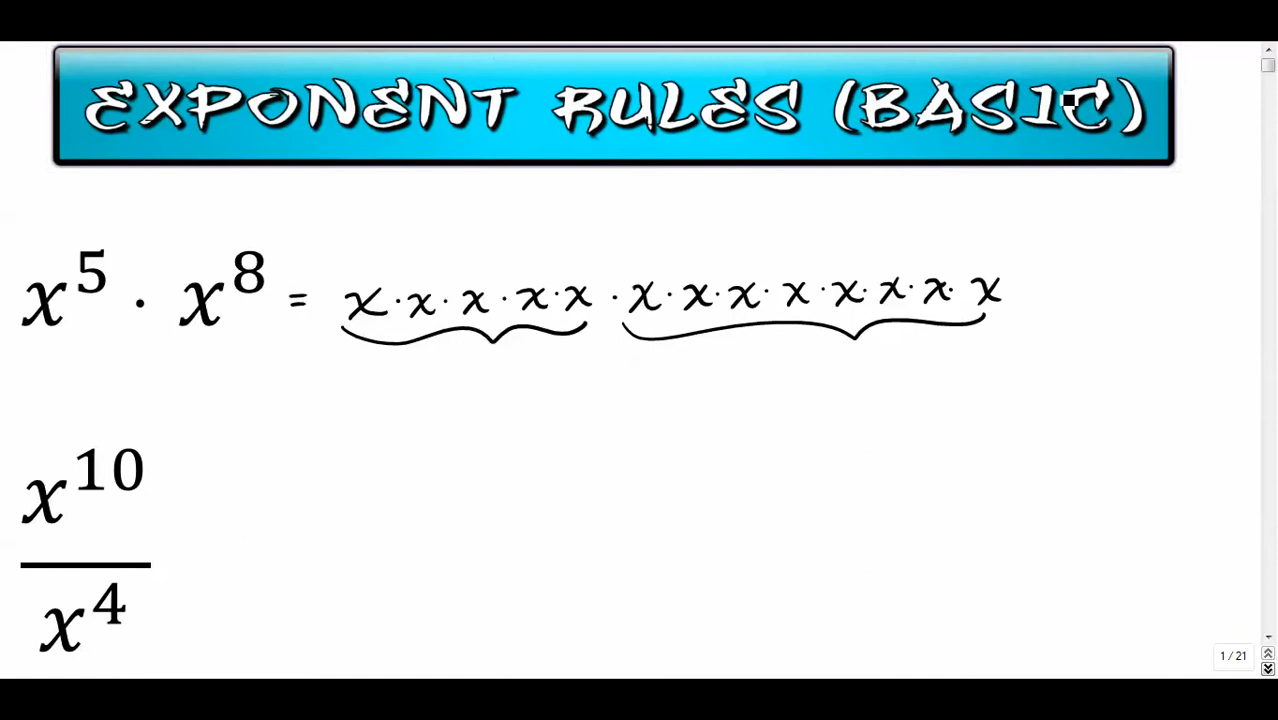 EXPONENT RULES (BASIC)
x⁵ · x⁸ = x · x · x · x · x · x · x · x · x · x · x · x · x
x¹⁰
x⁴
1 / 21